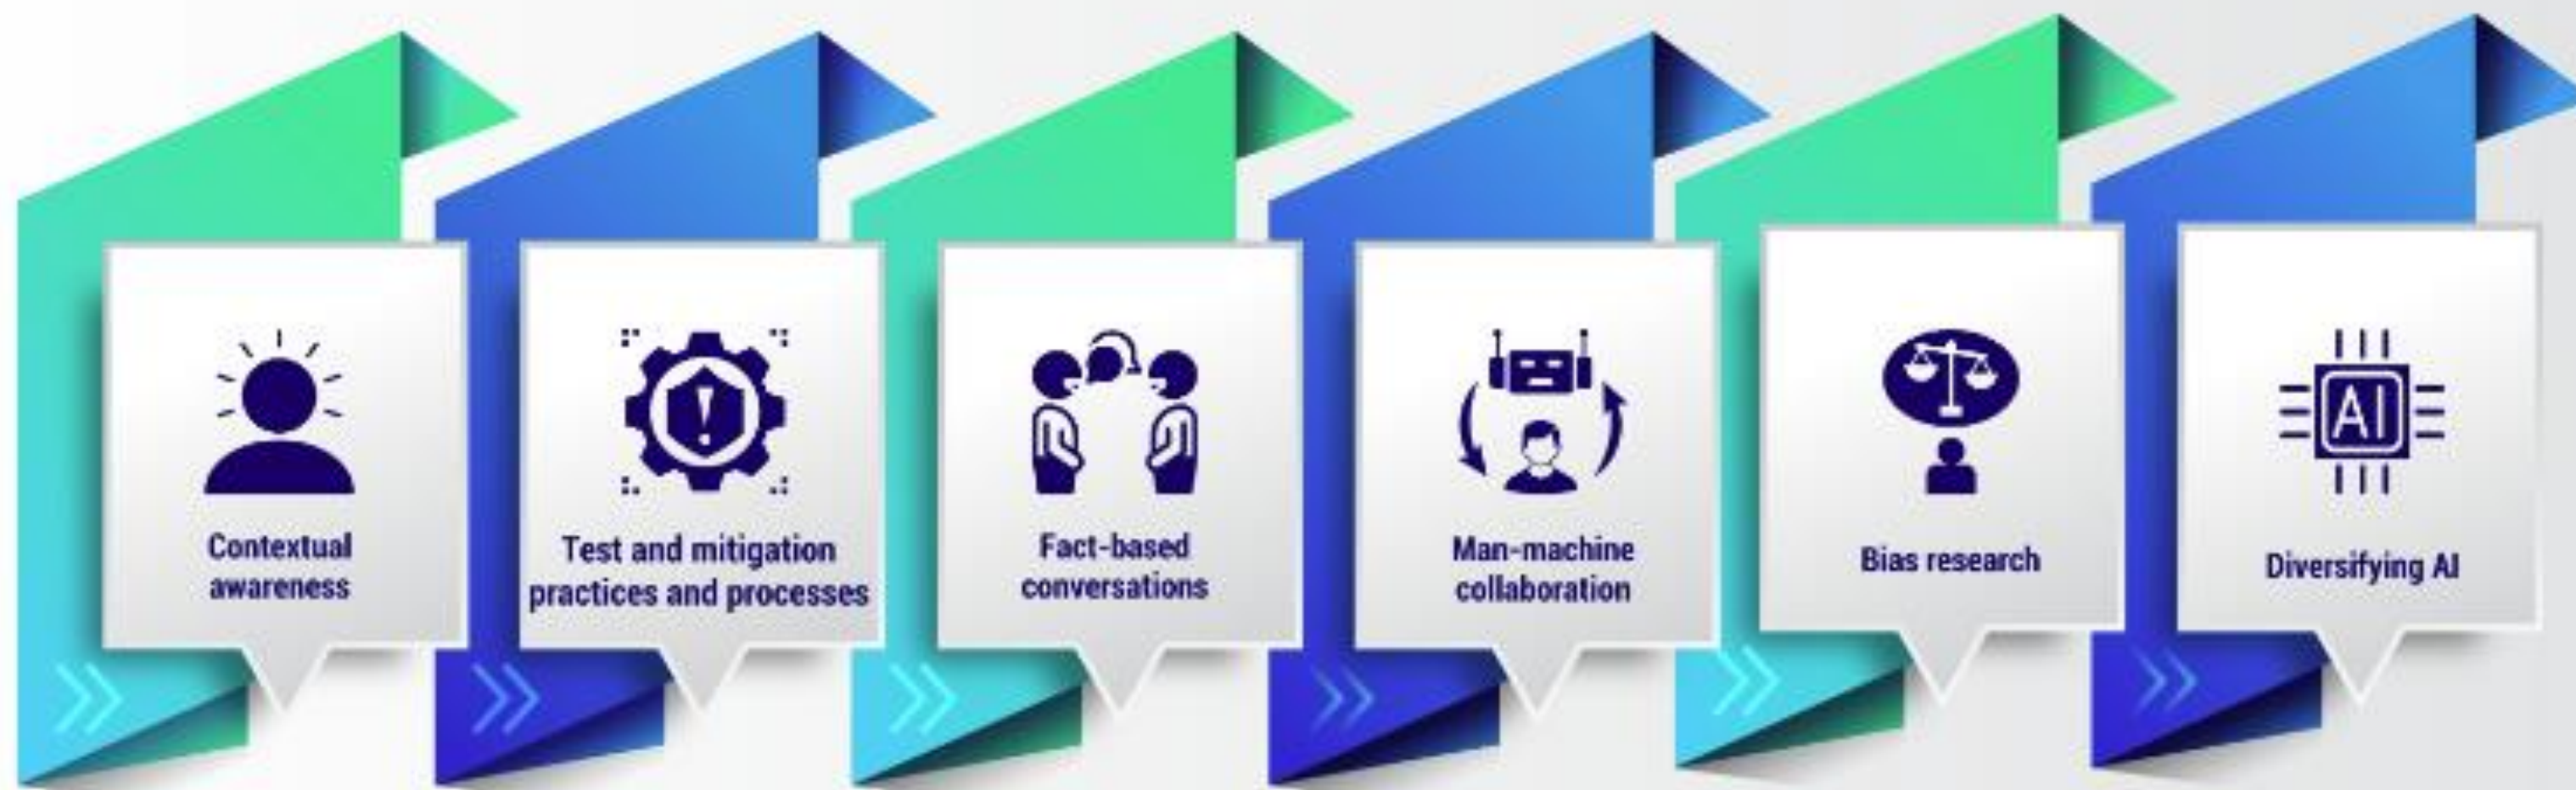 Contextual
awareness
Test and mitigation
practices and processes
Fact-based
conversations
Man-machine
collaboration
Bias research
AI
Diversifying AI